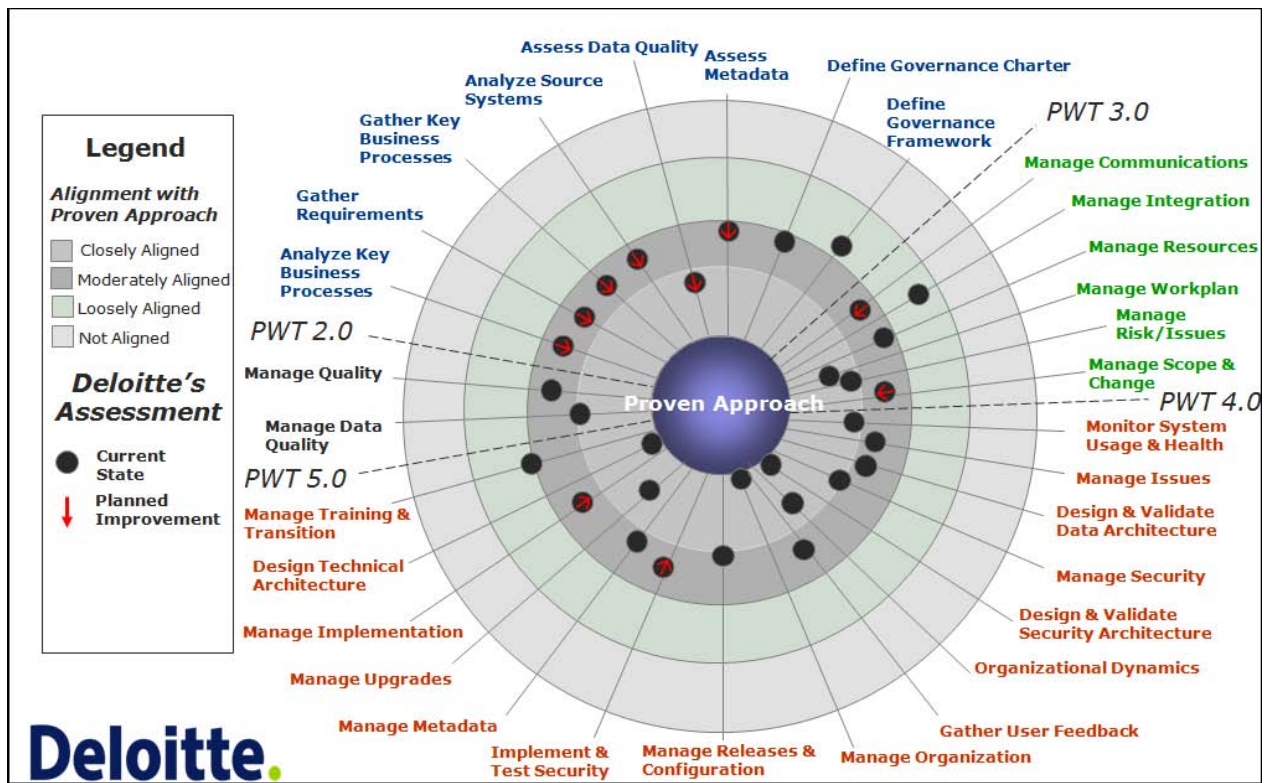 Legend
Alignment with
Proven Approach
Closely Aligned
Moderately Aligned
Loosely Aligned
Not Aligned
Deloitte's
Assessment
Current
State
Planned
Improvement
Assess Data Quality
Assess
Metadata
Define Governance Charter
Analyze Source
Systems
Define
Governance
Framework
PWT 3.0
Gather Key
Business
Processes
Manage Communications
Gather
Requirements
Manage Integration
Analyze Key
Business
Processes
Manage Resources
Manage Workplan
PWT 2.0
Manage
Risk/Issues
Manage Quality
Manage Scope &
Change
Proven Approach
PWT 4.0
Manage Data
Quality
Monitor System
Usage & Health
PWT 5.0
Manage Issues
Manage Training &
Transition
Design & Validate
Data Architecture
Design Technical
Architecture
Manage Security
Manage Implementation
Design & Validate
Security Architecture
Manage Upgrades
Organizational Dynamics
Manage Metadata
Gather User Feedback
Implement &
Test Security
Manage Releases &
Configuration
Manage Organization
Deloitte.